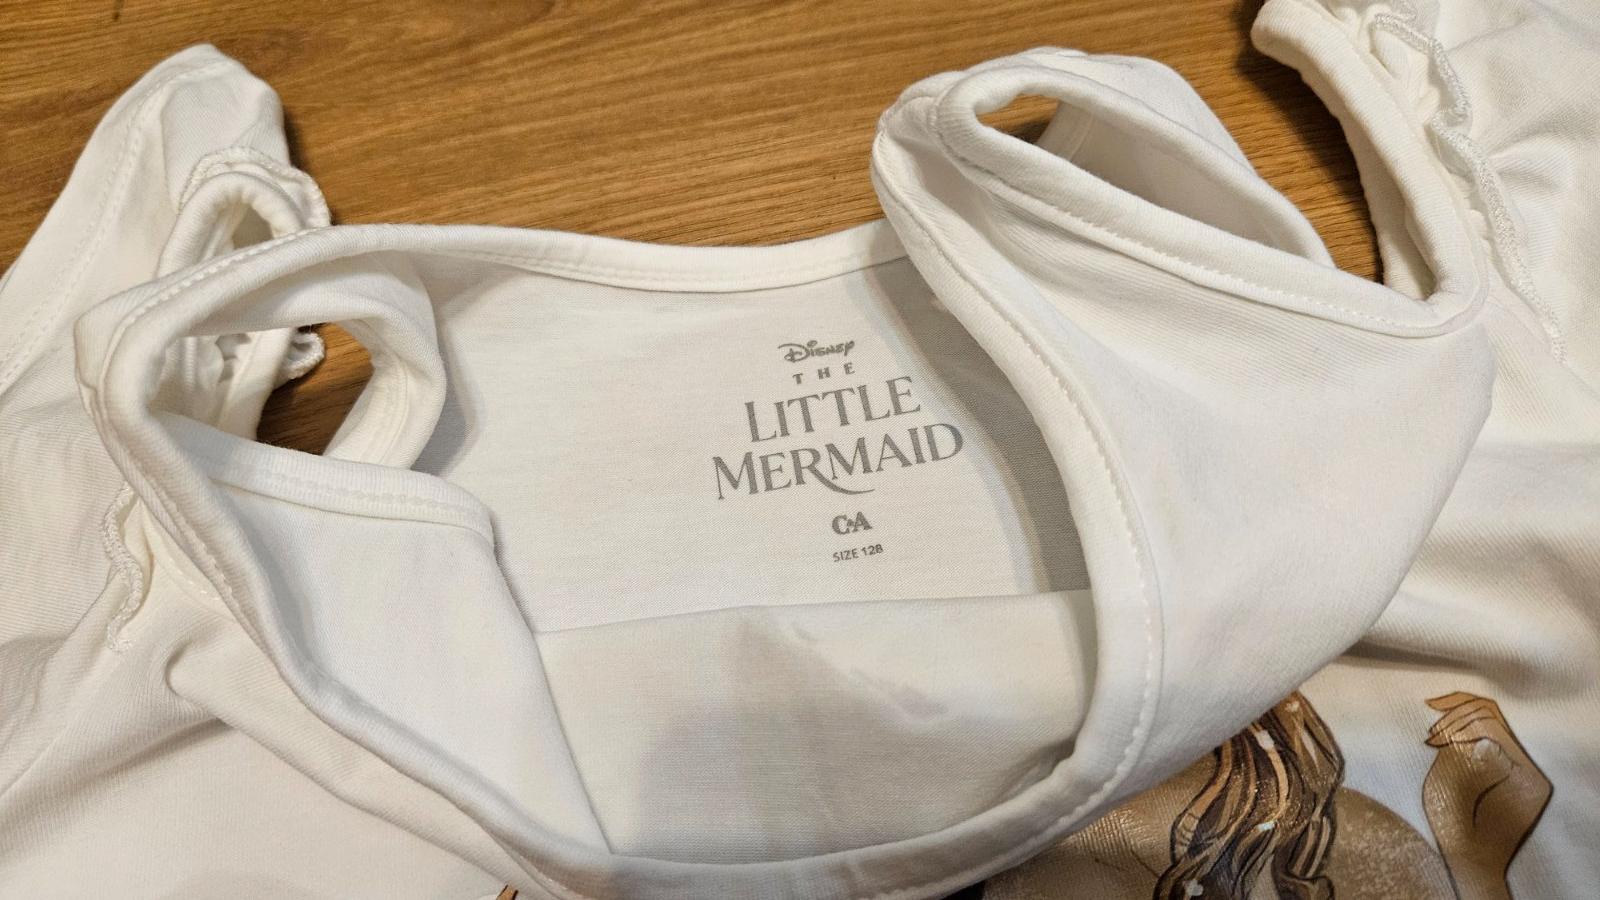 Disney
THE
LITTLE
MERMAID
C&A
SIZE 128